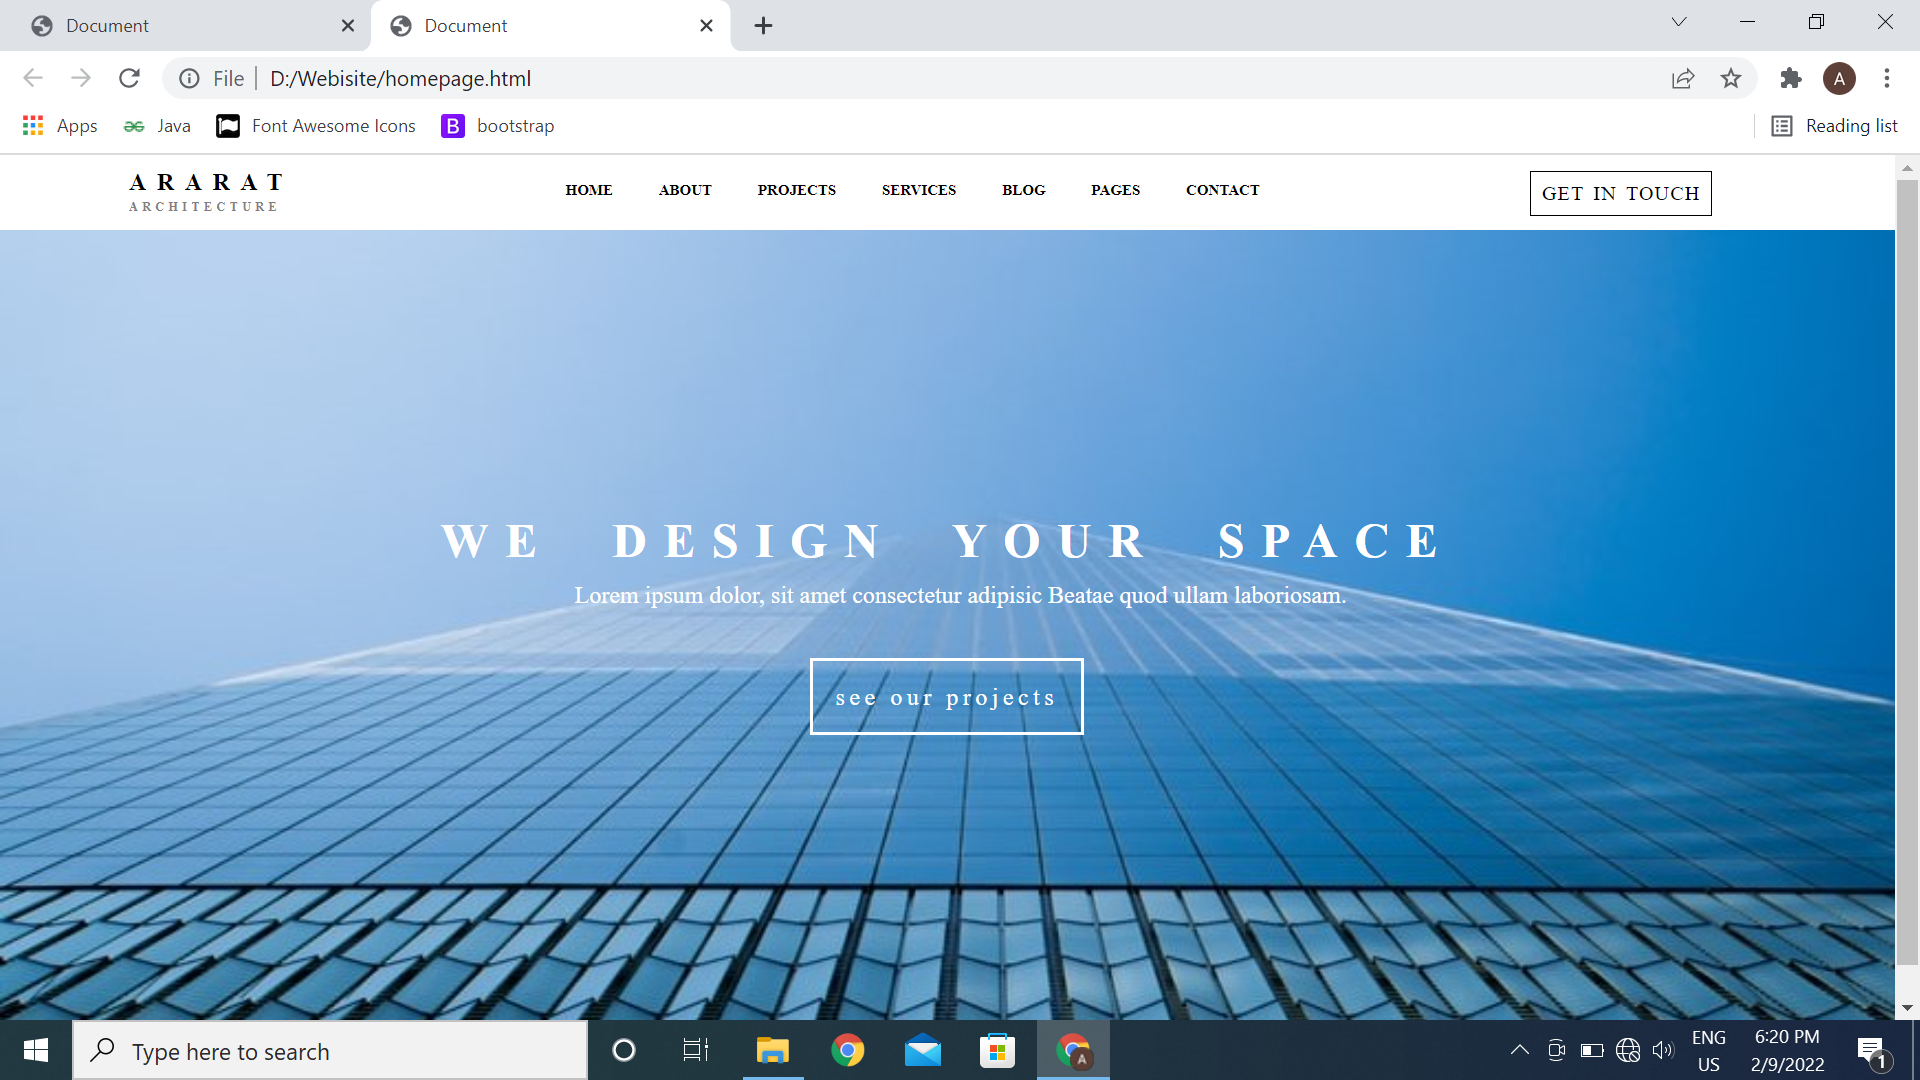 Document
Document
File
D:/Webisite/homepage.html
A
Apps
Java
Font Awesome Icons
B
bootstrap
Reading list
ARARAT
ARCHITECTURE
HOME
ABOUT
PROJECTS
SERVICES
BLOG
PAGES
CONTACT
GET IN TOUCH
WE DESIGN YOUR SPACE
Lorem ipsum dolor, sit amet consectetur adipisic Beatae quod ullam laboriosam.
see our projects
Type here to search
A
ENG
US
6:20 PM
2/9/2022
1